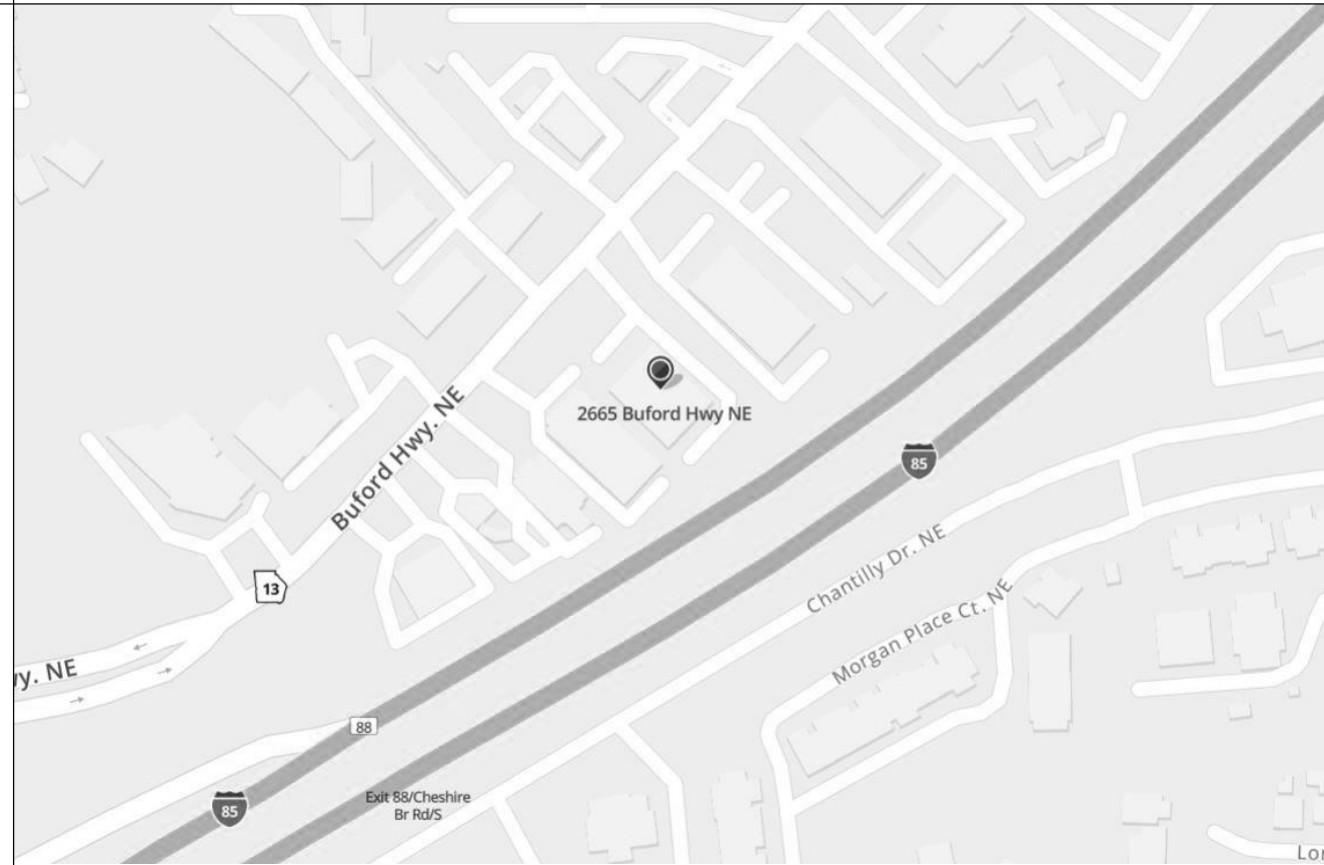 Buford Hwy. NE
2665 Buford Hwy NE
85
Chantilly Dr. NE
13
Morgan Place Ct. NE
y. NE
88
Exit 88/Cheshire
Br Rd/S
85
Lor